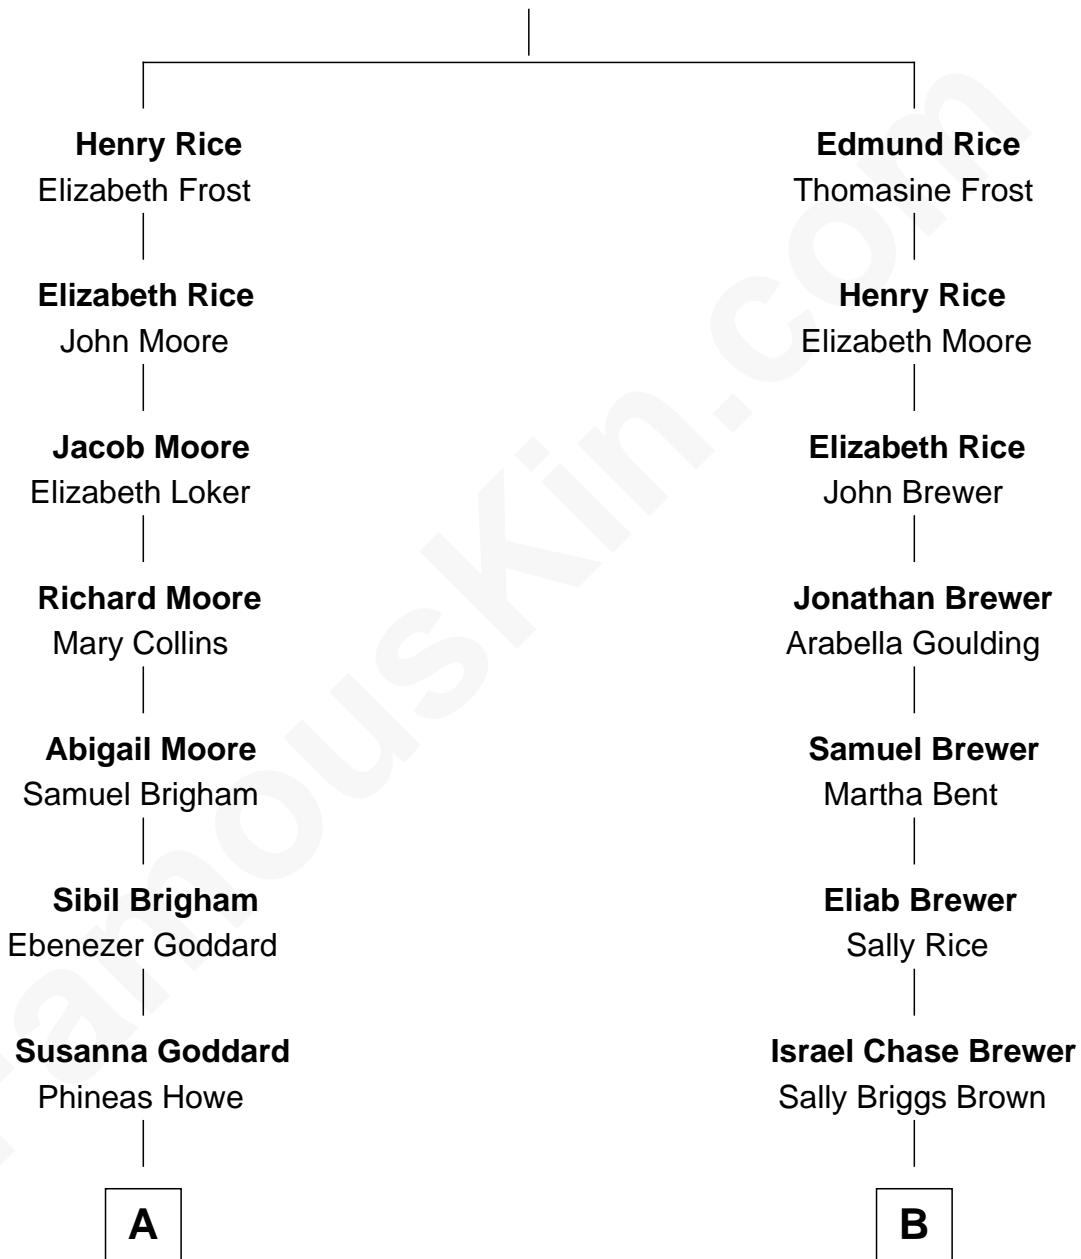 Henry Rice
Elizabeth Frost
Elizabeth Rice
John Moore
Jacob Moore
Elizabeth Loker
Richard Moore
Mary Collins
Abigail Moore
Samuel Brigham
Sibil Brigham
Ebenezer Goddard
Susanna Goddard
Phineas Howe
A
Edmund Rice
Thomasine Frost
Henry Rice
Elizabeth Moore
Elizabeth Rice
John Brewer
Jonathan Brewer
Arabella Goulding
Samuel Brewer
Martha Bent
Eliab Brewer
Sally Rice
Israel Chase Brewer
Sally Briggs Brown
B
FamousKin.com